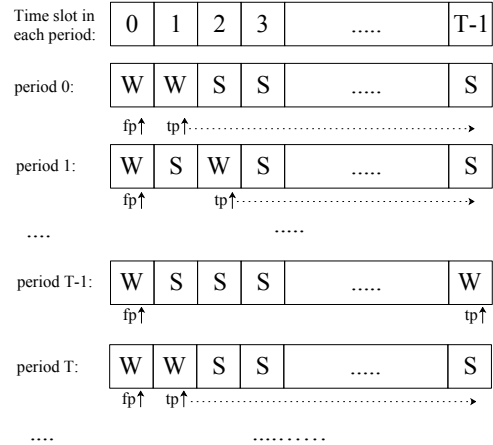 Time slot in
each period: 0 1 2 3 ..... T-1
period 0: W W S S ..... S
fp tp
period 1: W S W S ..... S
fp tp
.... .....
period T-1: W S S S ..... W
fp tp
period T: W W S S ..... S
fp tp
.... ..........